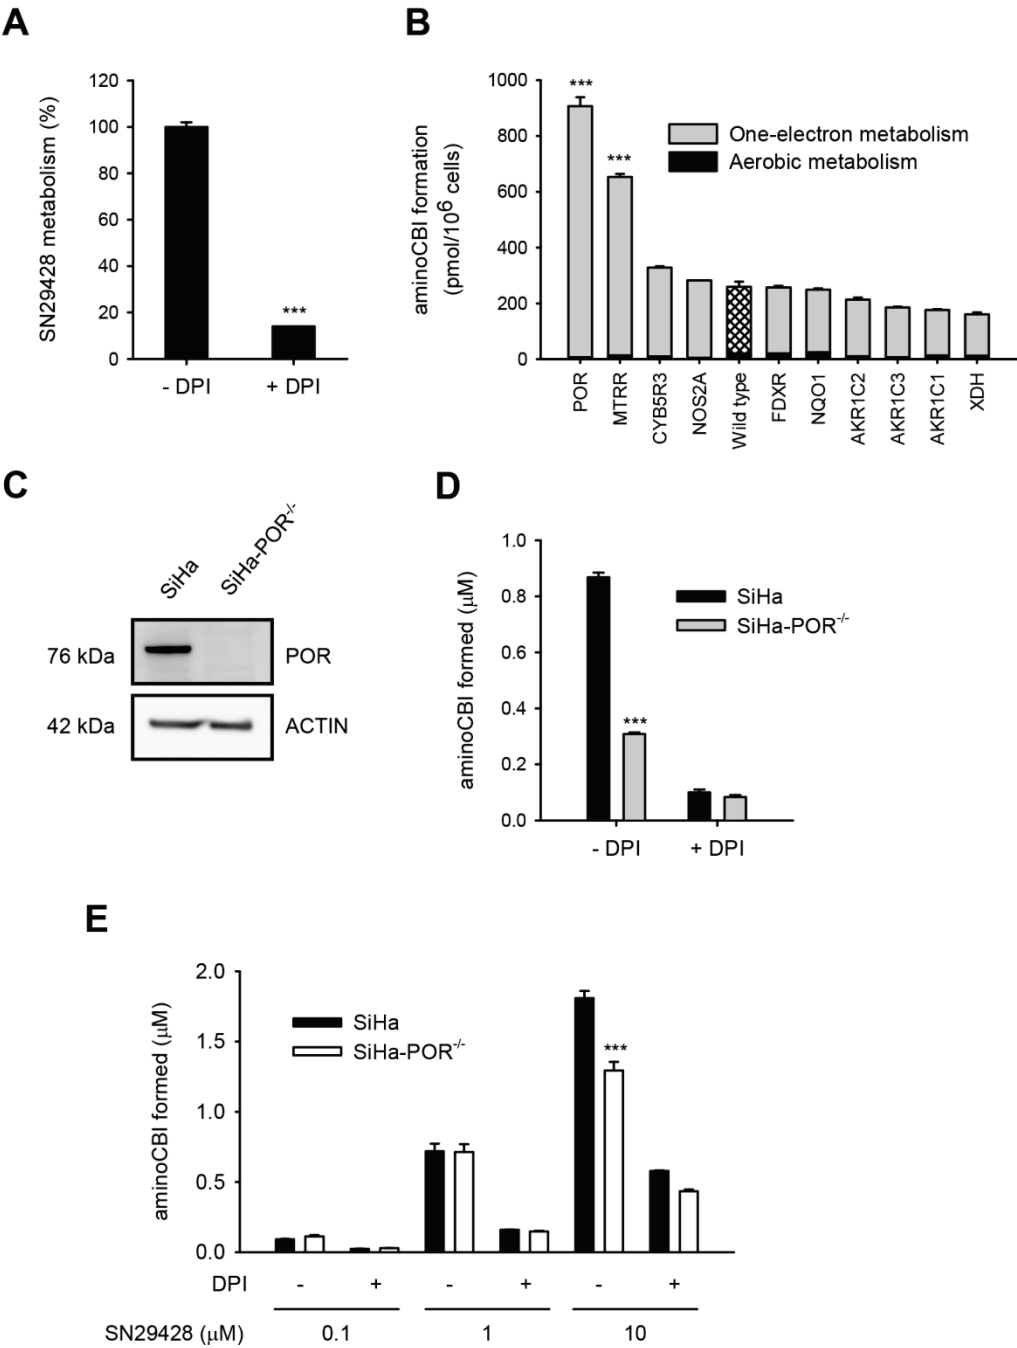 A
SN29428 metabolism (%)
120
100
80
60
40
20
0
***
- DPI
+ DPI
B
aminoCBI formation
(pmol/10⁶ cells)
1000
800
600
400
200
0
***
***
One-electron metabolism
Aerobic metabolism
POR
MTRR
CYB5R3
NOS2A
Wild type
FDXR
NQO1
AKR1C2
AKR1C3
AKR1C1
XDH
C
SiHa
SiHa-POR⁻/⁻
76 kDa
POR
42 kDa
ACTIN
D
aminoCBI formed (μM)
1.0
0.8
0.6
0.4
0.2
0.0
SiHa
SiHa-POR⁻/⁻
***
- DPI
+ DPI
E
aminoCBI formed (μM)
2.0
1.5
1.0
0.5
0.0
SiHa
SiHa-POR⁻/⁻
***
DPI - + - + - +
SN29428 (μM) 0.1 1 10